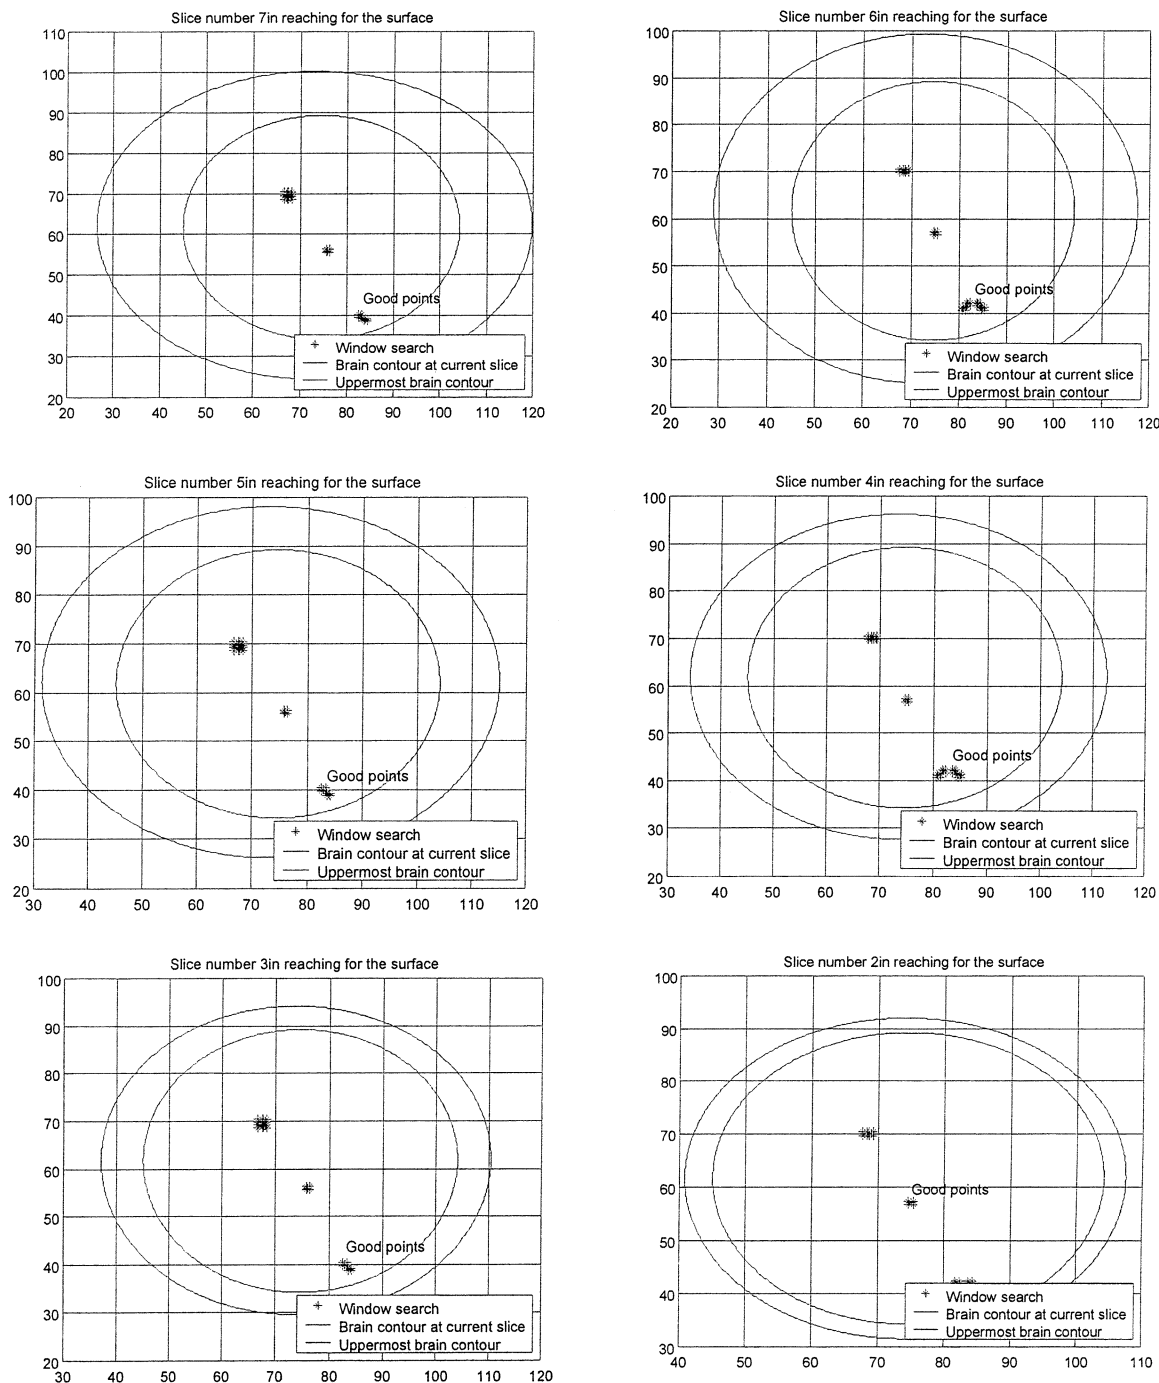 Slice number 7in reaching for the surface
110
100
90
80
70
60
50
40
30
20
Good points
Window search
Brain contour at current slice
Uppermost brain contour
20 30 40 50 60 70 80 90 100 110 120
Slice number 6in reaching for the surface
100
90
80
70
60
50
40
30
20
Good points
Window search
Brain contour at current slice
Uppermost brain contour
20 30 40 50 60 70 80 90 100 110 120
Slice number 5in reaching for the surface
100
90
80
70
60
50
40
30
20
Good points
Window search
Brain contour at current slice
Uppermost brain contour
30 40 50 60 70 80 90 100 110 120
Slice number 4in reaching for the surface
100
90
80
70
60
50
40
30
20
Good points
Window search
Brain contour at current slice
Uppermost brain contour
30 40 50 60 70 80 90 100 110 120
Slice number 3in reaching for the surface
100
90
80
70
60
50
40
30
20
Good points
Window search
Brain contour at current slice
Uppermost brain contour
30 40 50 60 70 80 90 100 110 120
Slice number 2in reaching for the surface
100
90
80
70
60
50
40
30
Good points
Window search
Brain contour at current slice
Uppermost brain contour
40 50 60 70 80 90 100 110